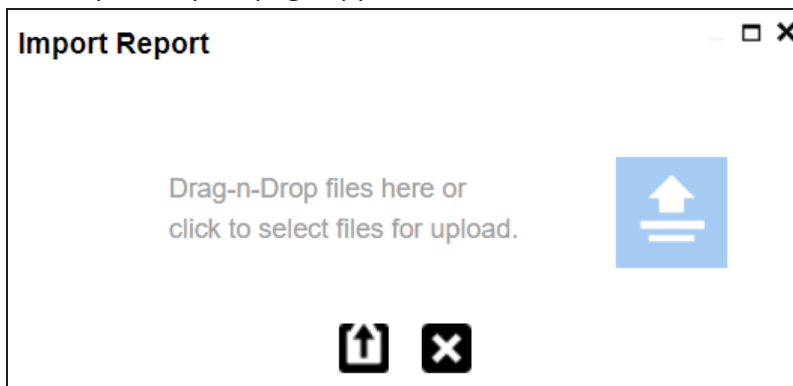 Import Report
Drag-n-Drop files here or
click to select files for upload.